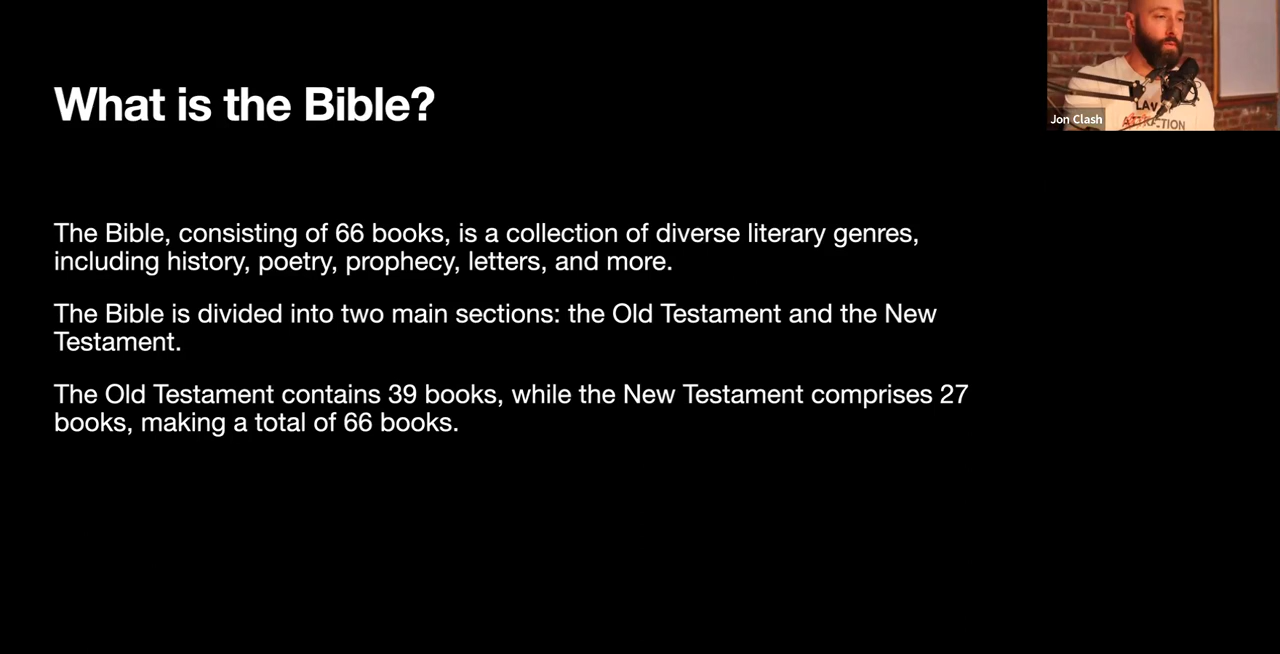 What is the Bible?
The Bible, consisting of 66 books, is a collection of diverse literary genres,
including history, poetry, prophecy, letters, and more.
The Bible is divided into two main sections: the Old Testament and the New
Testament.
The Old Testament contains 39 books, while the New Testament comprises 27
books, making a total of 66 books.
Jon Clash